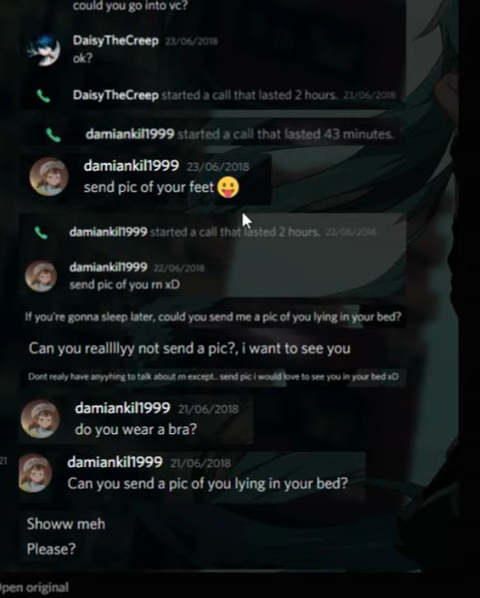 could you go into vc?
DaisyTheCreep 23/06/2018
ok?
DaisyTheCreep started a call that lasted 2 hours. 23/06/2018
damiankil1999 started a call that lasted 43 minutes.
damiankil1999 23/06/2018
send pic of your feet😛
damiankil1999 started a call that lasted 2 hours. 22/06/2018
damiankil1999 22/06/2018
send pic of you rn xD
If you're gonna sleep later, could you send me a pic of you lying in your bed?
Can you reallllyy not send a pic?, i want to see you
Dont realy have anyyhing to talk about rn except.. send pic i would love to see you in your bed xD
damiankil1999 21/06/2018
do you wear a bra?
21
damiankil1999 21/06/2018
Can you send a pic of you lying in your bed?
Showw meh
Please?
Open original